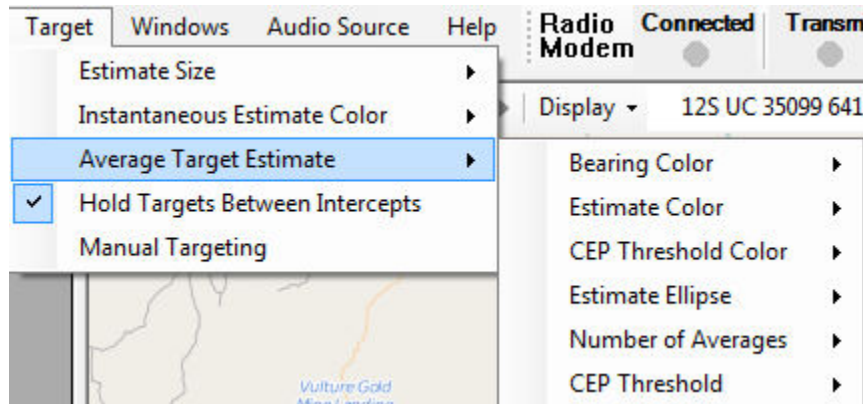 Target Windows Audio Source Help Radio Modem Connected
Estimate Size
Instantaneous Estimate Color Display 12S UC 35099 641
Average Target Estimate Bearing Color
Hold Targets Between Intercepts Estimate Color
Manual Targeting CEP Threshold Color
Estimate Ellipse
Number of Averages
Vulture Gold CEP Threshold